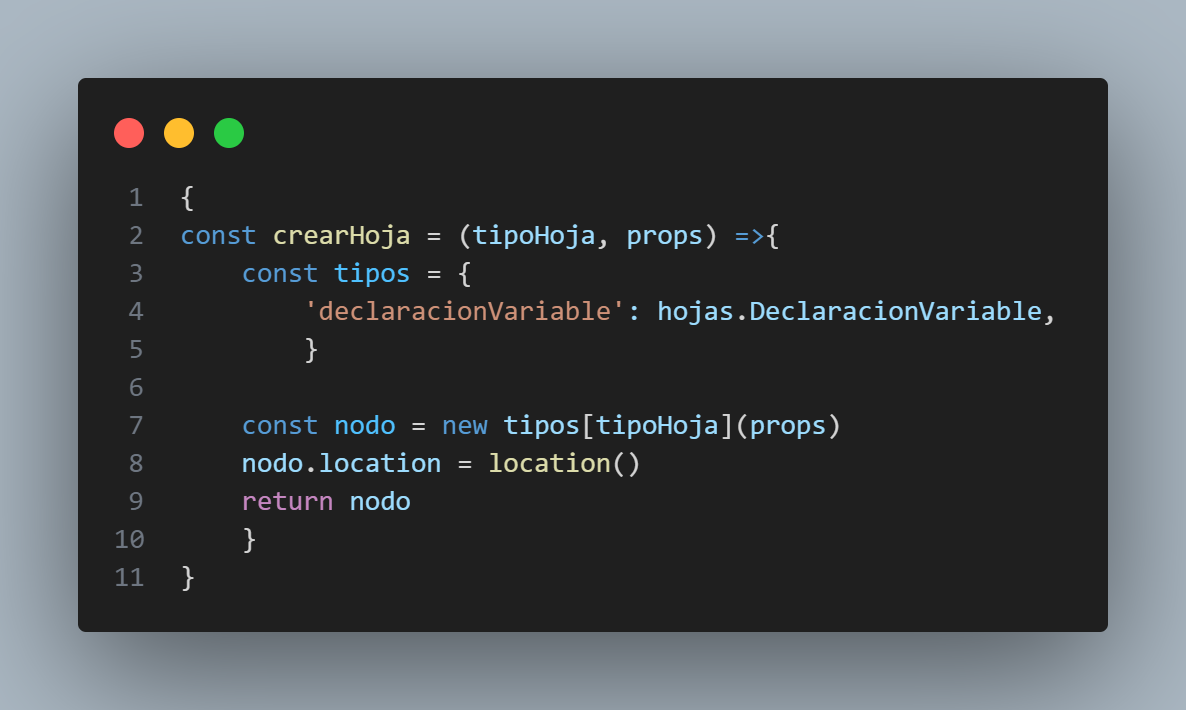 1 {
2 const crearHoja = (tipoHoja, props) =>{
3     const tipos = {
4         'declaracionVariable': hojas.DeclaracionVariable,
5         }
6
7     const nodo = new tipos[tipoHoja](props)
8     nodo.location = location()
9     return nodo
10     }
11 }